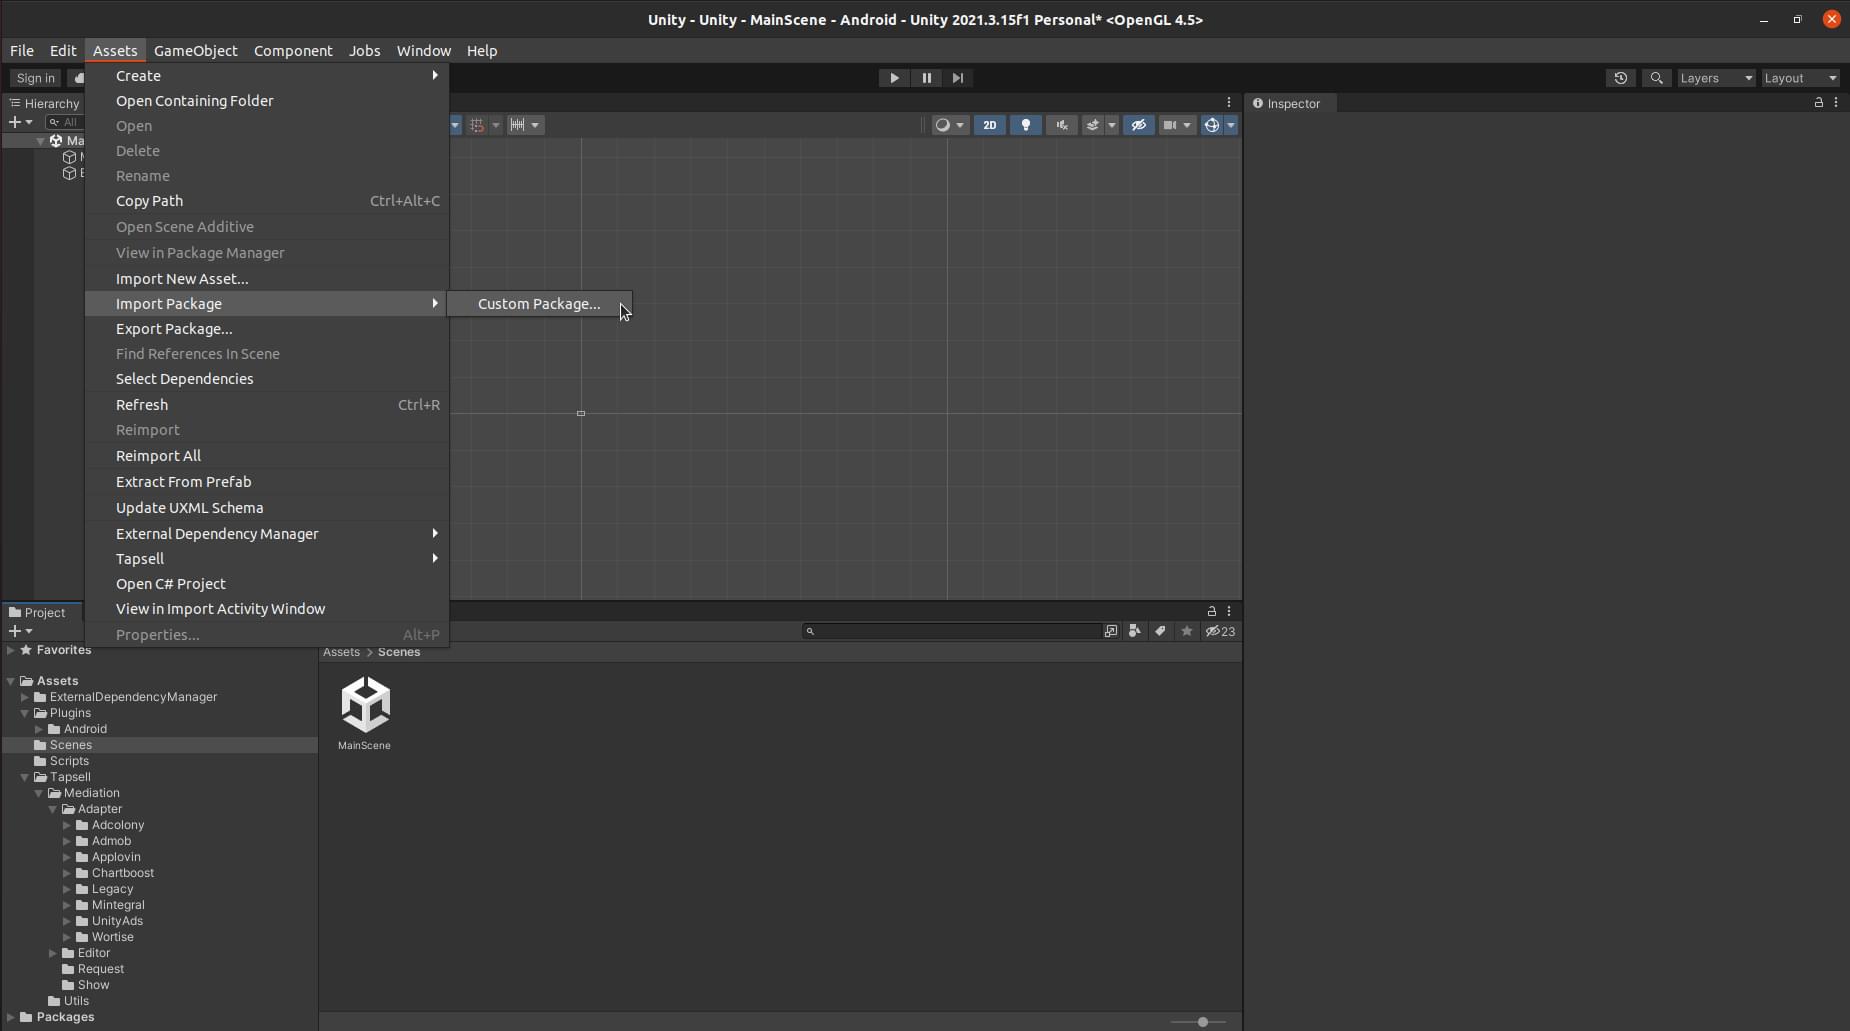 Unity - Unity - MainScene - Android - Unity 2021.3.15f1 Personal* <OpenGL 4.5>
File Edit Assets GameObject Component Jobs Window Help
Sign in
Layers
Layout
Hierarchy
All
Ma
Create
Open Containing Folder
Open
Delete
Rename
Copy Path Ctrl+Alt+C
Open Scene Additive
View in Package Manager
Import New Asset...
Import Package
Custom Package...
Export Package...
Find References In Scene
Select Dependencies
Refresh Ctrl+R
Reimport
Reimport All
Extract From Prefab
Update UXML Schema
External Dependency Manager
Tapsell
Open C# Project
View in Import Activity Window
Properties... Alt+P
2D
Inspector
Project
23
Favorites
Assets
ExternalDependencyManager
Plugins
Android
Scenes
Scripts
Tapsell
Mediation
Adapter
Adcolony
Admob
Applovin
Chartboost
Legacy
Mintegral
UnityAds
Wortise
Editor
Request
Show
Utils
Packages
Assets > Scenes
MainScene